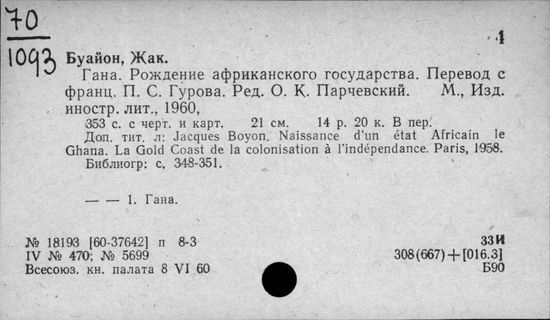 70
1093
1
Буайон, Жак.
Гана. Рождение африканского государства. Перевод с
франц. П. С. Гурова. Ред. О. К. Парчевский. М., Изд.
иностр. лит., 1960,
353 с. с черт. и карт. 21 см. 14 р. 20 к. В пер.
Доп. тит. л: Jacques Boyon. Naissance d'un état Africain le
Ghana. La Gold Coast de la colonisation à l'indépendance. Paris, 1958.
Библиогр: с. 348-351.
— — 1. Гана.
№ 18193 [60-37642] п 8-3
33И
IV № 470; № 5699
308(667)+[016.3]
Всесоюз. кн. палата 8 VI 60
Б90